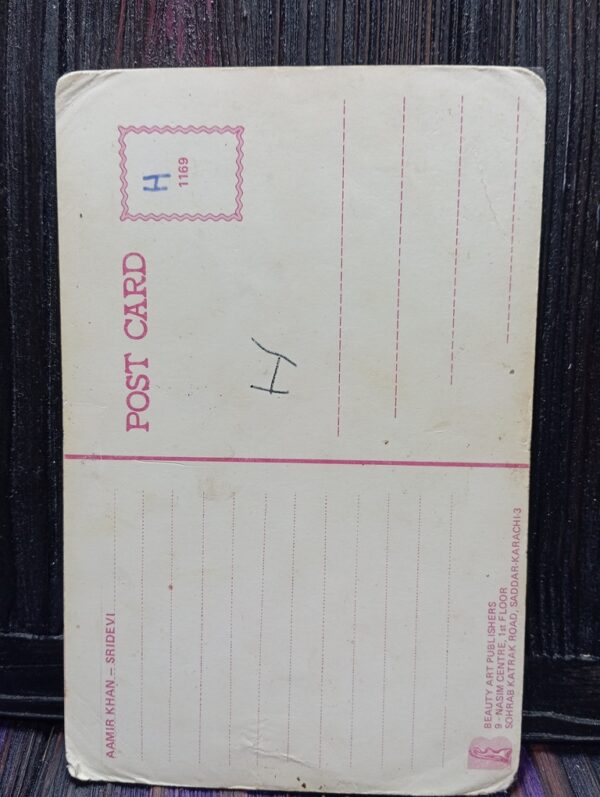 AAMIR KHAN – SRIDEVI
BEAUTY ART PUBLISHERS
9 - NASIM CENTRE, 1st FLOOR
SOHRAB KATRAK ROAD, SADDAR-KARACHI-3
POST CARD
H
1169
H